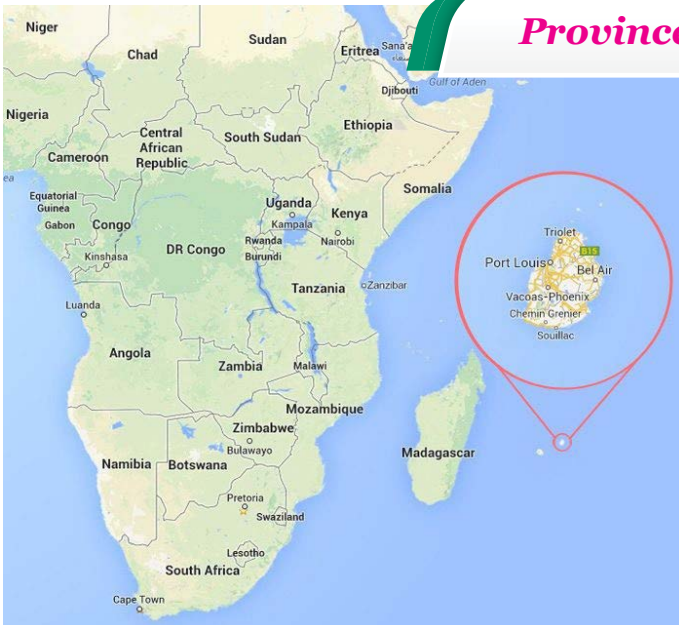 Province
Niger
Chad
Sudan
Eritrea
Sana'a
Gulf of Aden
Djibouti
Nigeria
Central
African
Republic
South Sudan
Ethiopia
Cameroon
Equatorial
Guinea
Somalia
ea
Uganda
Kampala
Kenya
Gabon
Congo
DR Congo
Rwanda
Nairobi
Burundi
Kinshasa
Triolet
B15
Port Louis
Bel Air
Vacoas-Phoenix
Chemin Grenier
Souillac
Tanzania
Zanzibar
Luanda
Angola
Zambia
Malawi
Mozambique
Zimbabwe
Bulawayo
Namibia
Botswana
Madagascar
Pretoria
Swaziland
Lesotho
South Africa
Cape Town